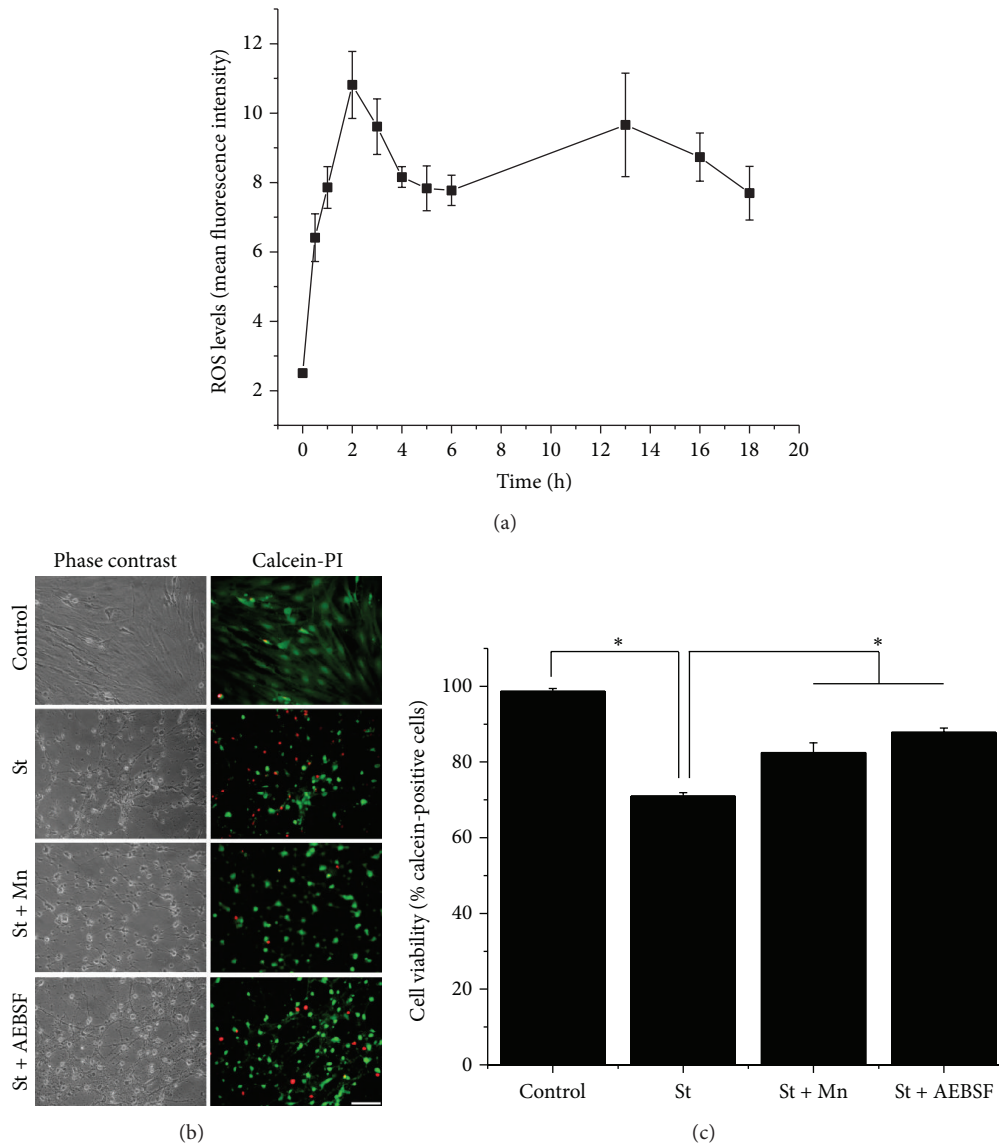 ROS levels (mean fluorescence intensity)
12
10
8
6
4
2
0 2 4 6 8 10 12 14 16 18 20
Time (h)
(a)
Phase contrast Calcein-PI
Control
St
St + Mn
St + AEBSF
(b)
Cell viability (% calcein-positive cells)
* *
100
80
60
40
20
0
Control St St + Mn St + AEBSF
(c)